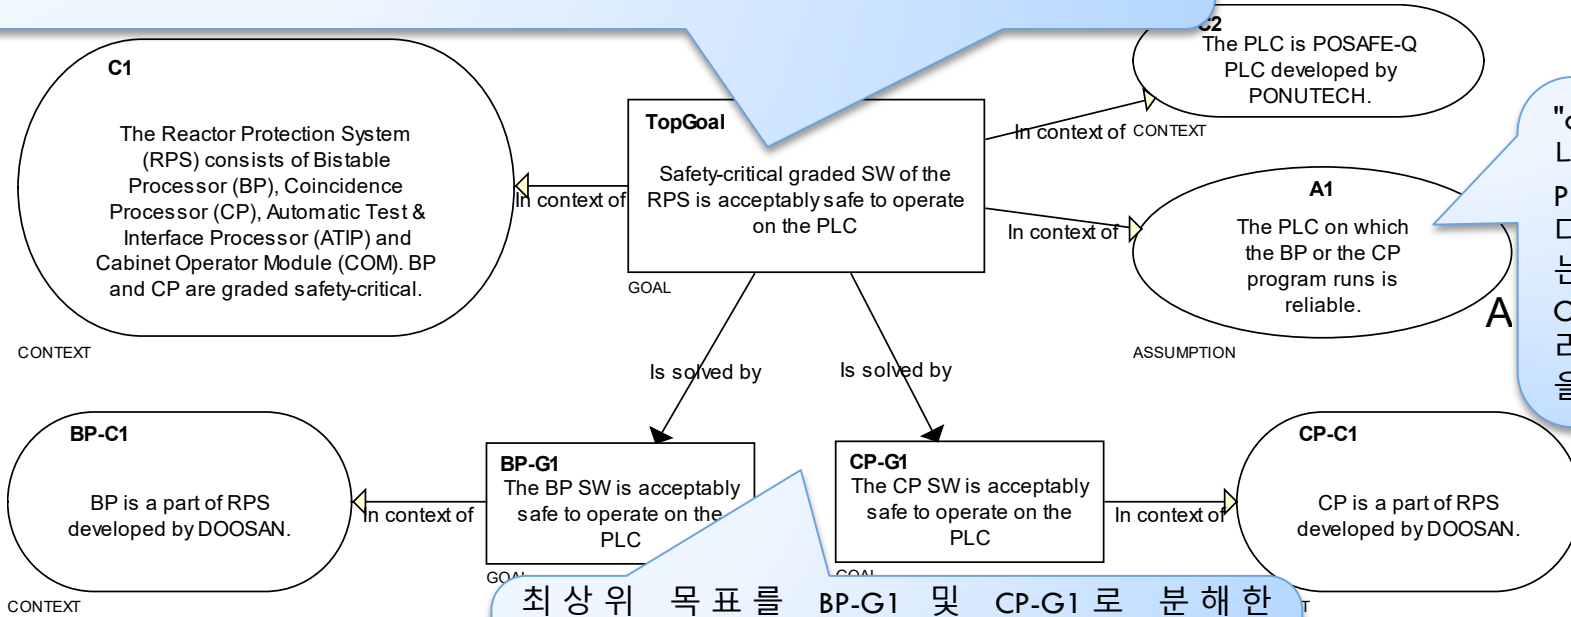 C1
The Reactor Protection System
(RPS) consists of Bistable
Processor (BP), Coincidence
Processor (CP), Automatic Test &
Interface Processor (ATIP) and
Cabinet Operator Module (COM). BP
and CP are graded safety-critical.
CONTEXT
In context of
TopGoal
Safety-critical graded SW of the
RPS is acceptably safe to operate
on the PLC
GOAL
In context of
C2
The PLC is POSAFE-Q
PLC developed by
PONUTECH.
CONTEXT
In context of
A1
The PLC on which
the BP or the CP
program runs is
reliable.
ASSUMPTION
A
Is solved by
Is solved by
BP-C1
BP is a part of RPS
developed by DOOSAN.
CONTEXT
In context of
BP-G1
The BP SW is acceptably
safe to operate on the
PLC
CP-G1
The CP SW is acceptably
safe to operate on the
PLC
In context of
CP-C1
CP is a part of RPS
developed by DOOSAN.
최상위 목표를 BP-G1 및 CP-G1로 분해한